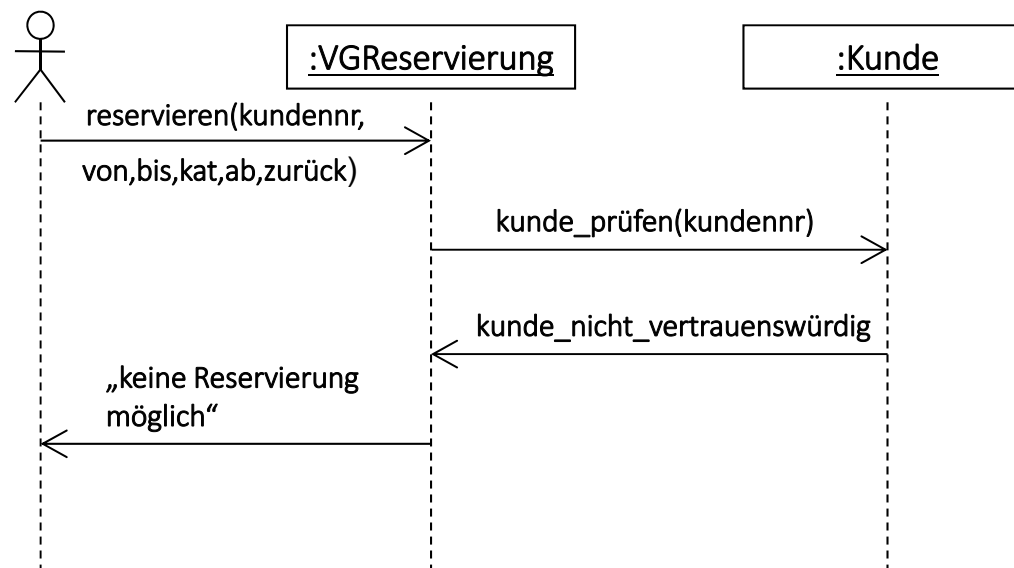 :VGReservierung
:Kunde
reservieren(kundennr,
von,bis,kat,ab,zurück)
kunde_prüfen(kundennr)
kunde_nicht_vertrauenswürdig
„keine Reservierung
möglich“